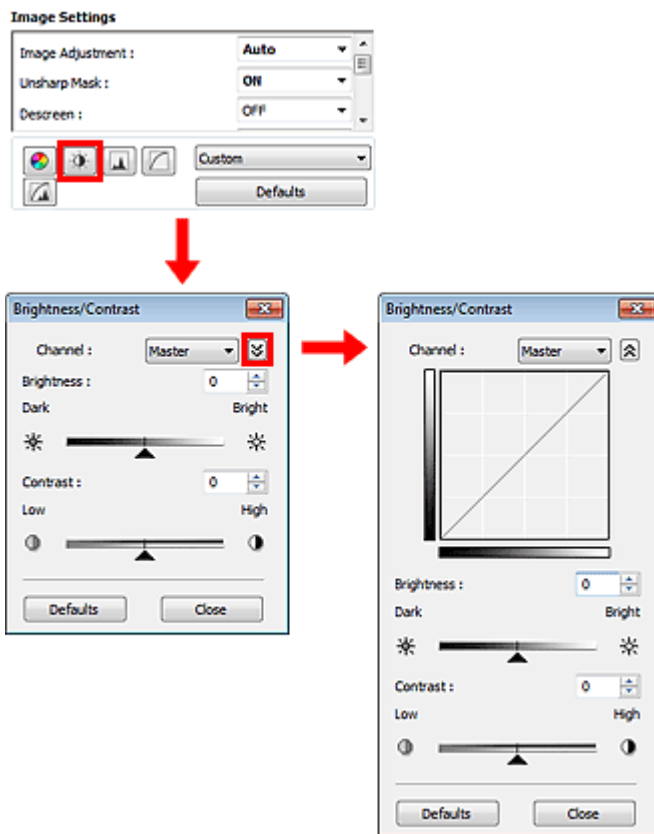 Image Settings
Image Adjustment : Auto
Unsharp Mask : ON
Descreen : OFF
Custom
Defaults
Brightness/Contrast
Channel : Master
Brightness : 0
Dark Bright
Contrast : 0
Low High
Defaults Close
Brightness/Contrast
Channel : Master
Brightness : 0
Dark Bright
Contrast : 0
Low High
Defaults Close